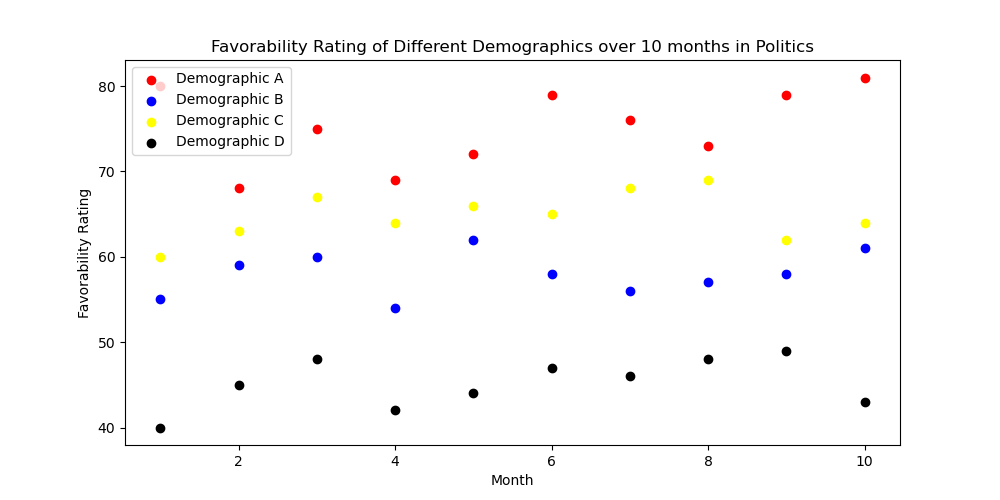 Favorability Rating of Different Demographics over 10 months in Politics
Demographic A
Demographic B
Demographic C
Demographic D
80
70
60
50
40
Favorability Rating
2
4
6
8
10
Month